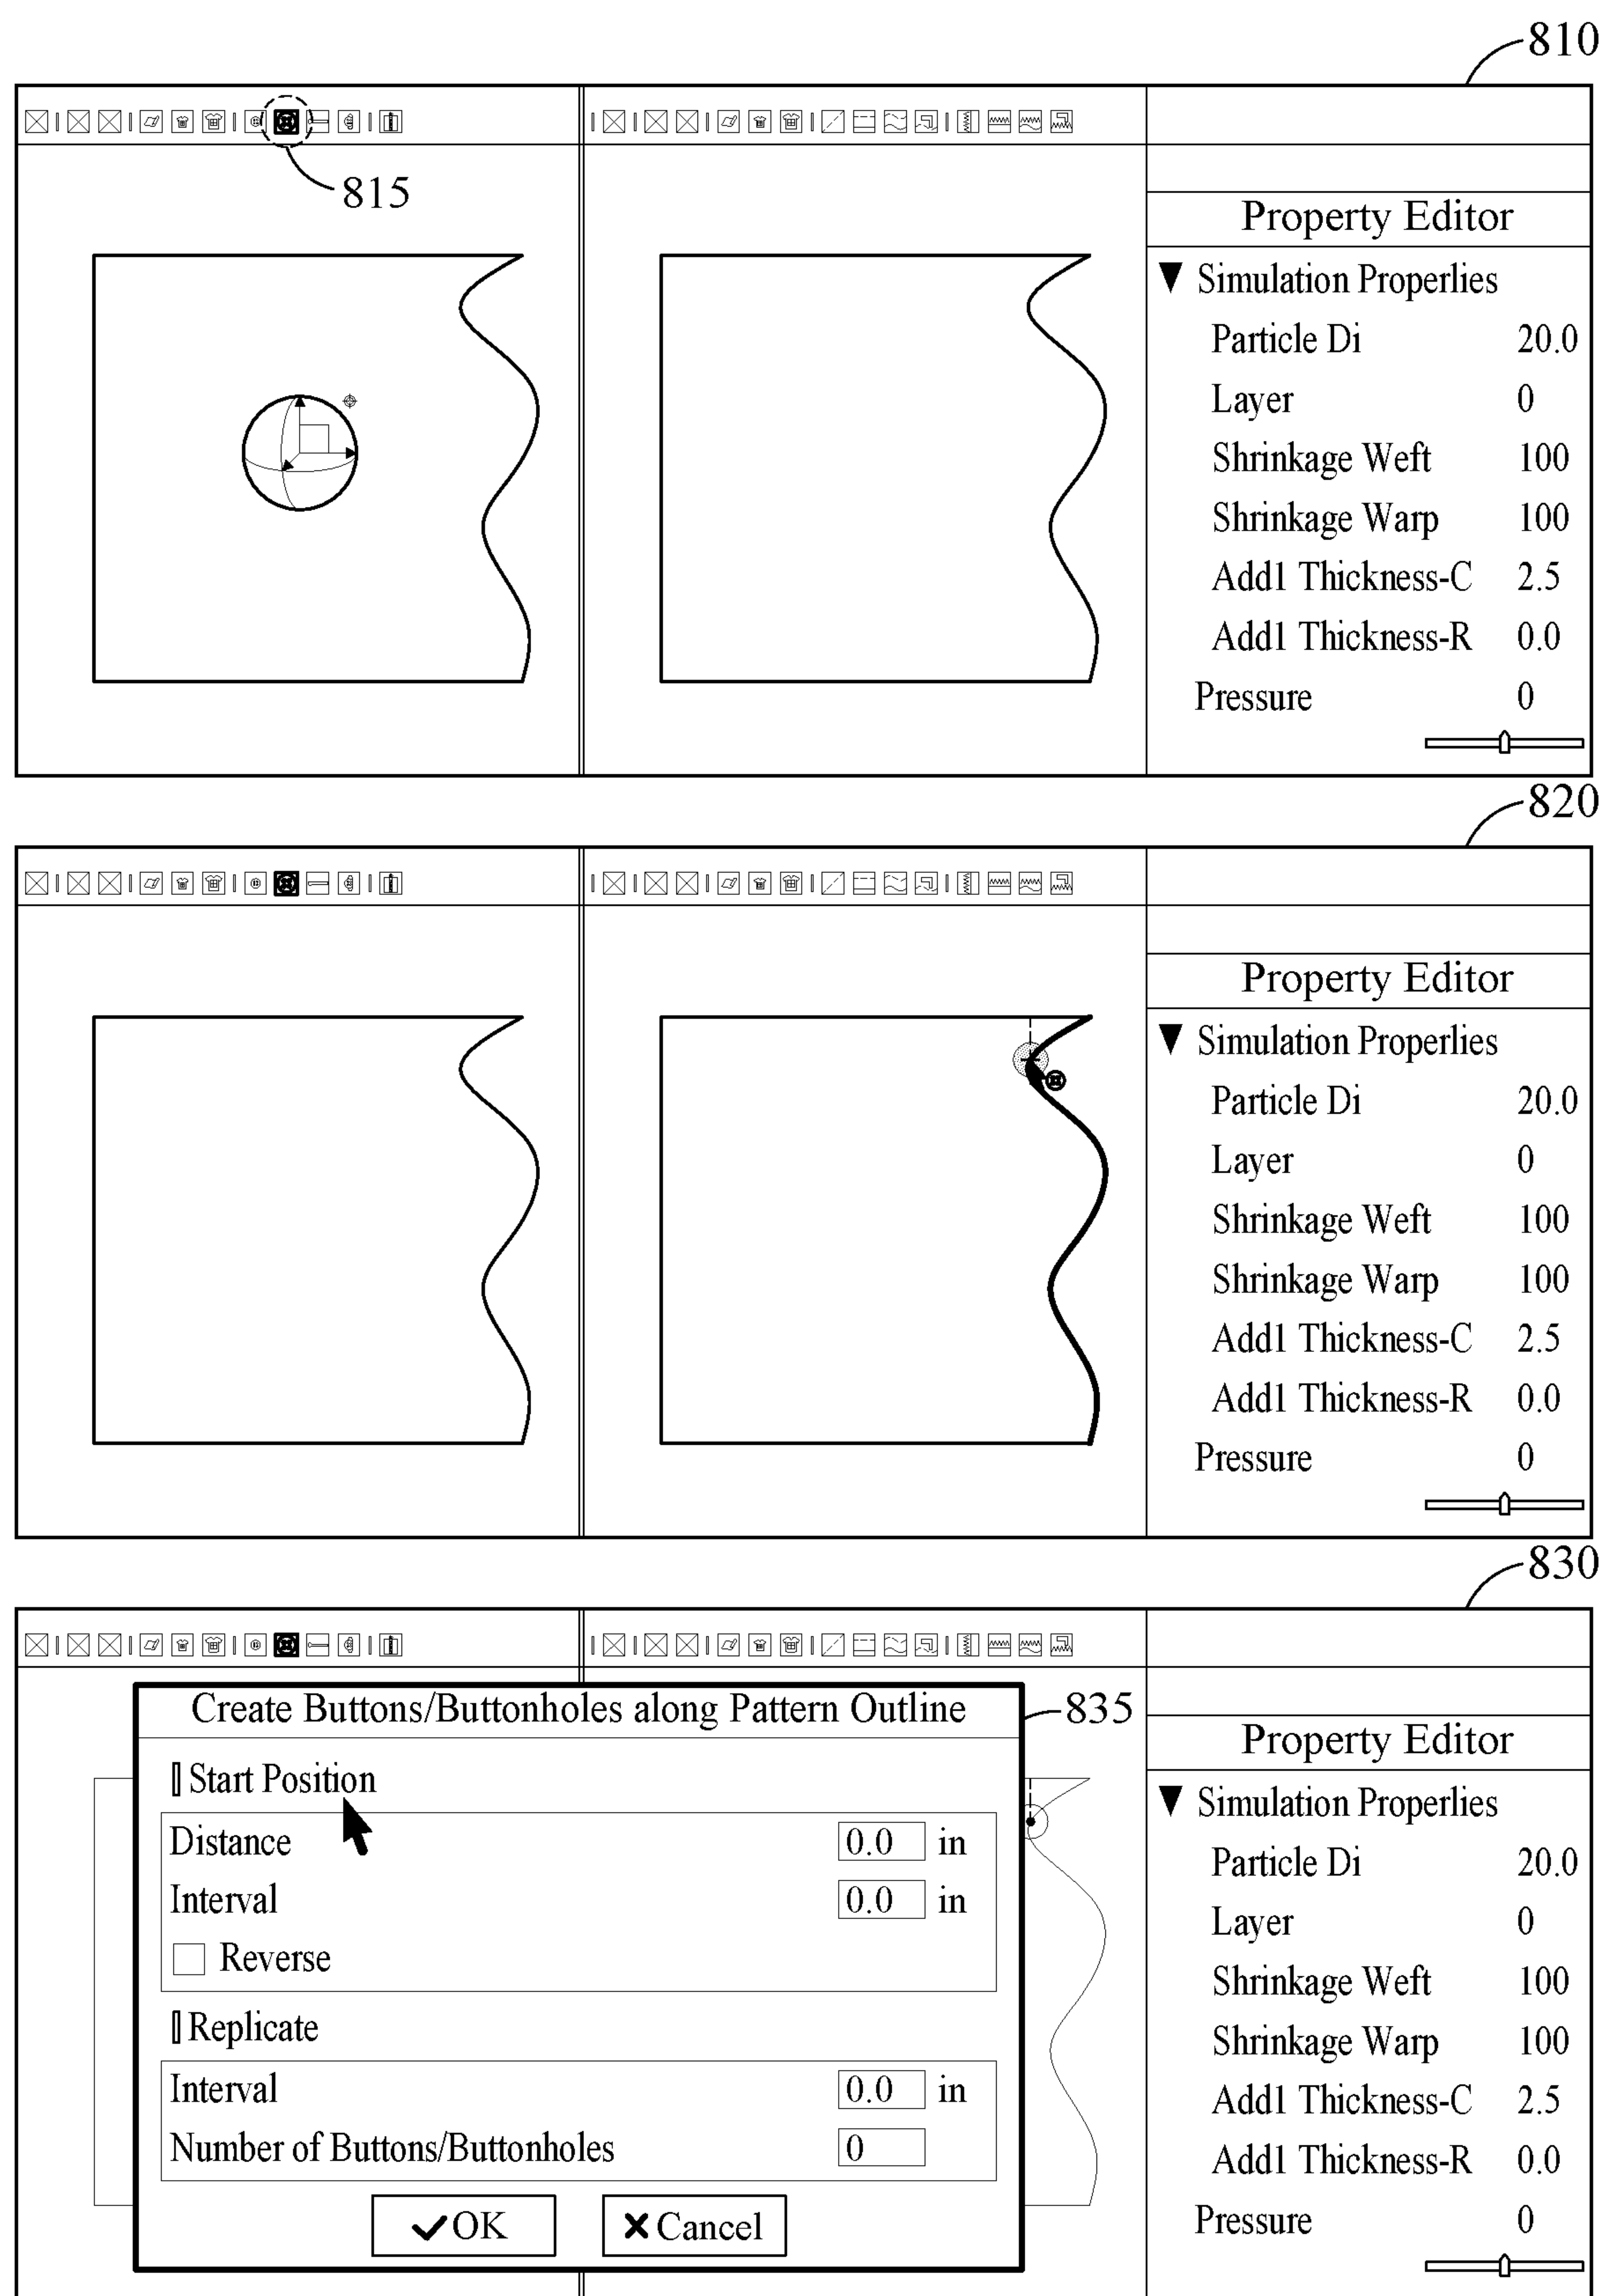 810
815
Property Editor
▼ Simulation Properlies
Particle Di 20.0
Layer 0
Shrinkage Weft 100
Shrinkage Warp 100
Add1 Thickness-C 2.5
Add1 Thickness-R 0.0
Pressure 0
820
Property Editor
▼ Simulation Properlies
Particle Di 20.0
Layer 0
Shrinkage Weft 100
Shrinkage Warp 100
Add1 Thickness-C 2.5
Add1 Thickness-R 0.0
Pressure 0
830
Create Buttons/Buttonholes along Pattern Outline
835
Start Position
Distance 0.0 in
Interval 0.0 in
Reverse
Replicate
Interval 0.0 in
Number of Buttons/Buttonholes 0
OK Cancel
Property Editor
▼ Simulation Properlies
Particle Di 20.0
Layer 0
Shrinkage Weft 100
Shrinkage Warp 100
Add1 Thickness-C 2.5
Add1 Thickness-R 0.0
Pressure 0